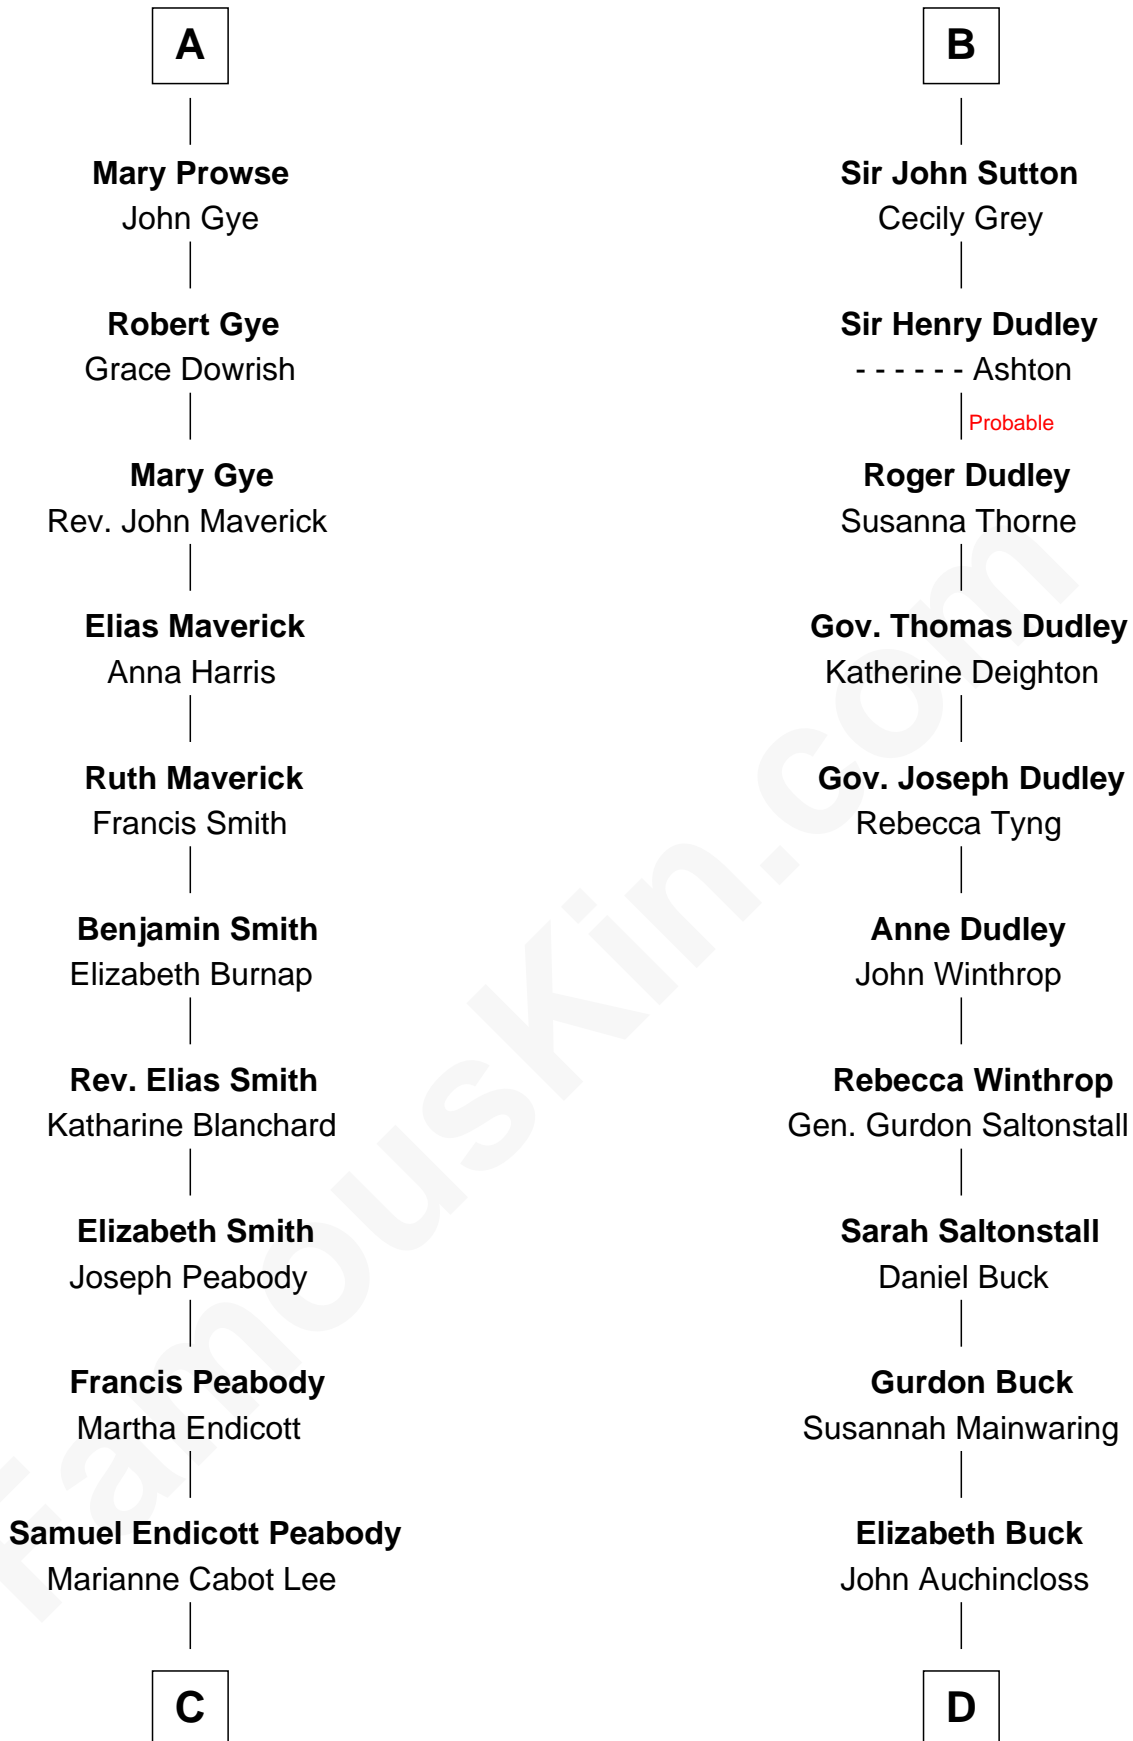 A
Mary Prowse
John Gye
Robert Gye
Grace Dowrish
Mary Gye
Rev. John Maverick
Elias Maverick
Anna Harris
Ruth Maverick
Francis Smith
Benjamin Smith
Elizabeth Burnap
Rev. Elias Smith
Katharine Blanchard
Elizabeth Smith
Joseph Peabody
Francis Peabody
Martha Endicott
Samuel Endicott Peabody
Marianne Cabot Lee
C
B
Sir John Sutton
Cecily Grey
Sir Henry Dudley
- - - - - - Ashton
Probable
Roger Dudley
Susanna Thorne
Gov. Thomas Dudley
Katherine Deighton
Gov. Joseph Dudley
Rebecca Tyng
Anne Dudley
John Winthrop
Rebecca Winthrop
Gen. Gurdon Saltonstall
Sarah Saltonstall
Daniel Buck
Gurdon Buck
Susannah Mainwaring
Elizabeth Buck
John Auchincloss
D
FamousKin.com